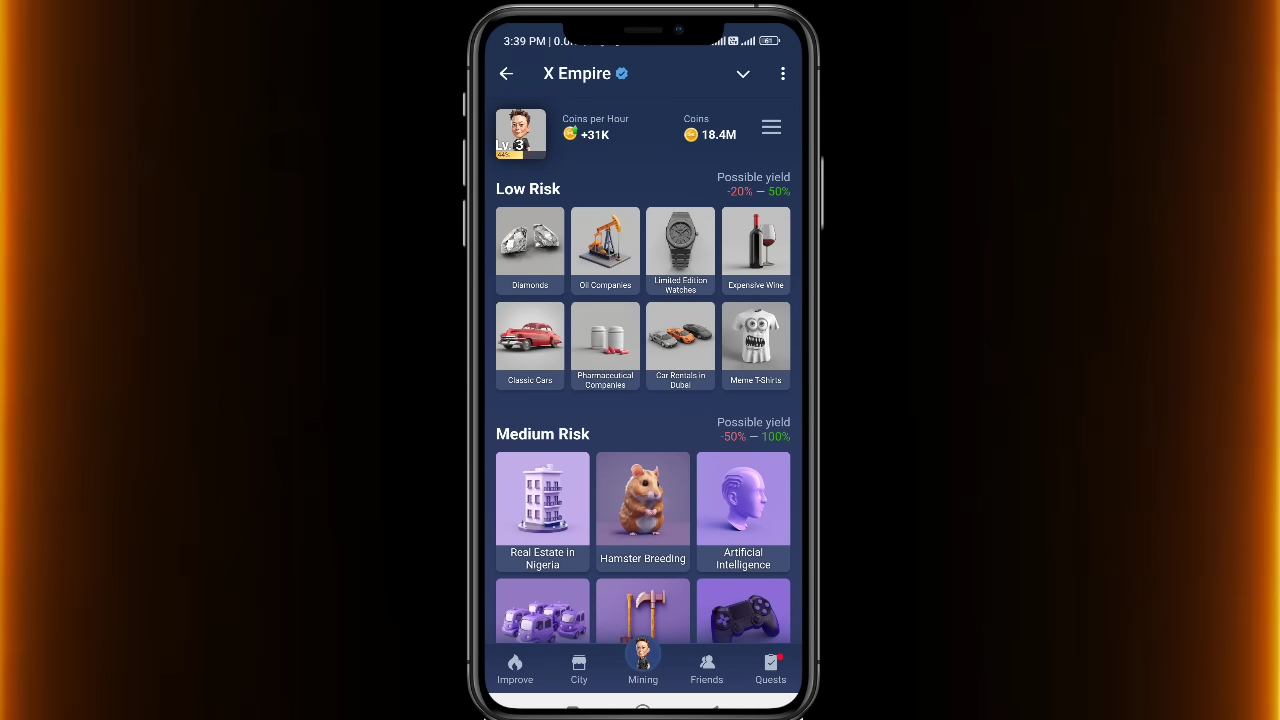 3:39 PM | 0.0
61
X Empire
Coins per Hour
+31K
Coins
18.4M
Lv. 3
44%
Low Risk
Possible yield
-20% — 50%
Diamonds
Oil Companies
Limited Edition
Watches
Expensive Wine
Classic Cars
Pharmaceutical
Companies
Car Rentals in
Dubai
Meme T-Shirts
Medium Risk
Possible yield
-50% — 100%
Real Estate in
Nigeria
Hamster Breeding
Artificial
Intelligence
Improve
City
Mining
Friends
Quests